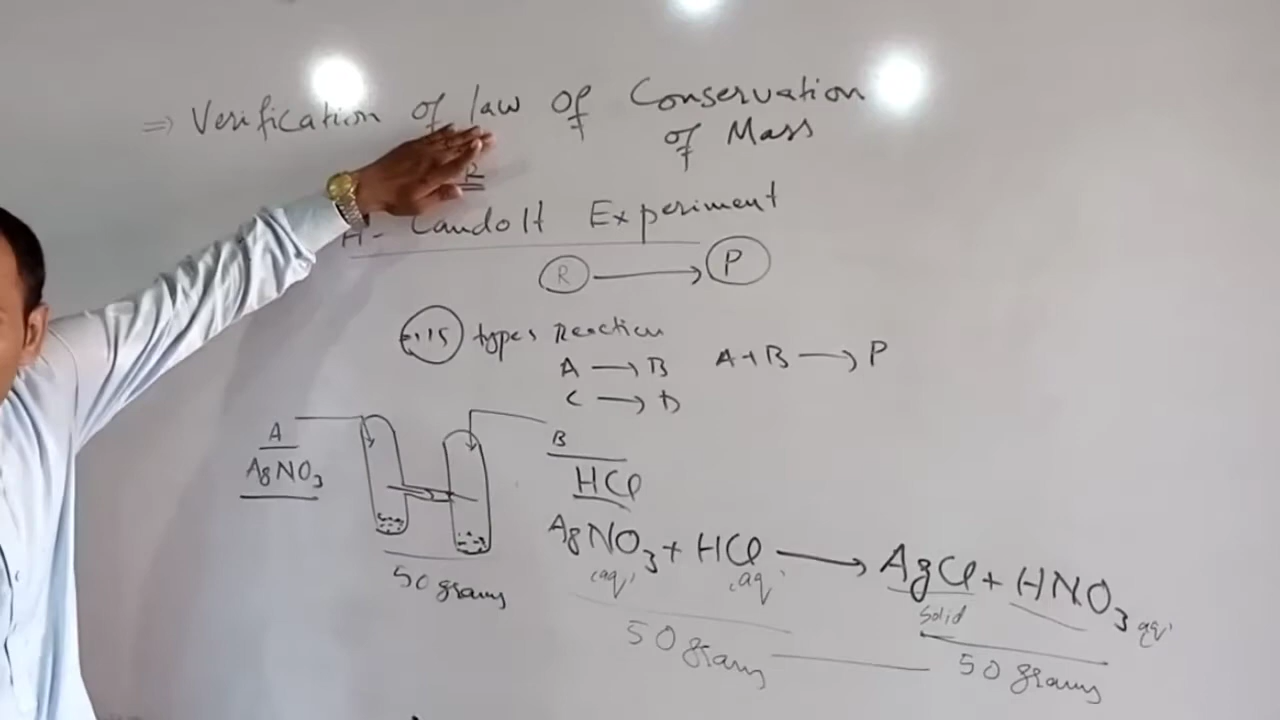 ⇒ Verification of law of Conservation
of Mass
R
H- Landolt Experiment
R → P
15 types Reaction
A → B A+B → P
C → D
A
AgNO3
B
HCl
50 grams
AgNO3 + HCl → AgCl + HNO3
(aq) (aq) Solid aq
50 grams — 50 grams